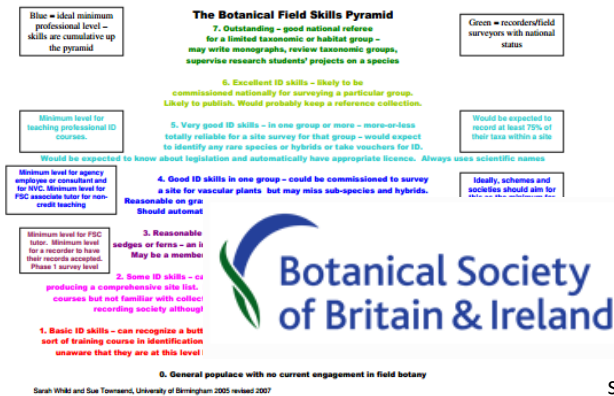 Blue = ideal minimum
professional level –
skills are cumulative up
the pyramid
The Botanical Field Skills Pyramid
Green = recorders/field
surveyors with national
status
7. Outstanding – good national referee
for a limited taxonomic or habitat group –
may write monographs, review taxonomic groups,
supervise research students' projects on a species
6. Excellent ID skills – likely to be
commissioned nationally for surveying a particular group.
Likely to publish. Would probably keep a reference collection.
Minimum level for
teaching professional ID
courses.
5. Very good ID skills – in one group or more – more-or-less
totally reliable for a site survey for that group – would expect
to identify any rare species or hybrids or take vouchers for ID.
Would be expected to know about legislation and automatically have appropriate licence. Always uses scientific names
Would be expected to
record at least 75% of
their taxa within a site
Minimum level for agency
employee or consultant and
for NVC. Minimum level for
FSC associate tutor for non-
credit teaching
4. Good ID skills in one group – could be commissioned to survey
a site for vascular plants but may miss sub-species and hybrids.
Reasonable on
Should
Ideally, schemes and
societies should aim for
Minimum level for FSC
tutor. Minimum level
for a recorder to have
their records accepted.
Phase 1 survey level
3. Reasonable
sedges or ferns – an
May be a
2. Some ID skills –
producing a comprehensive site list.
courses but not familiar with
recording society
1. Basic ID skills – can recognize a
sort of training course in identification
unaware that they are at this level
Botanical Society
of Britain & Ireland
0. General populace with no current engagement in field botany
Sarah Whild and Sue Townsend, University of Birmingham 2005 revised 2007